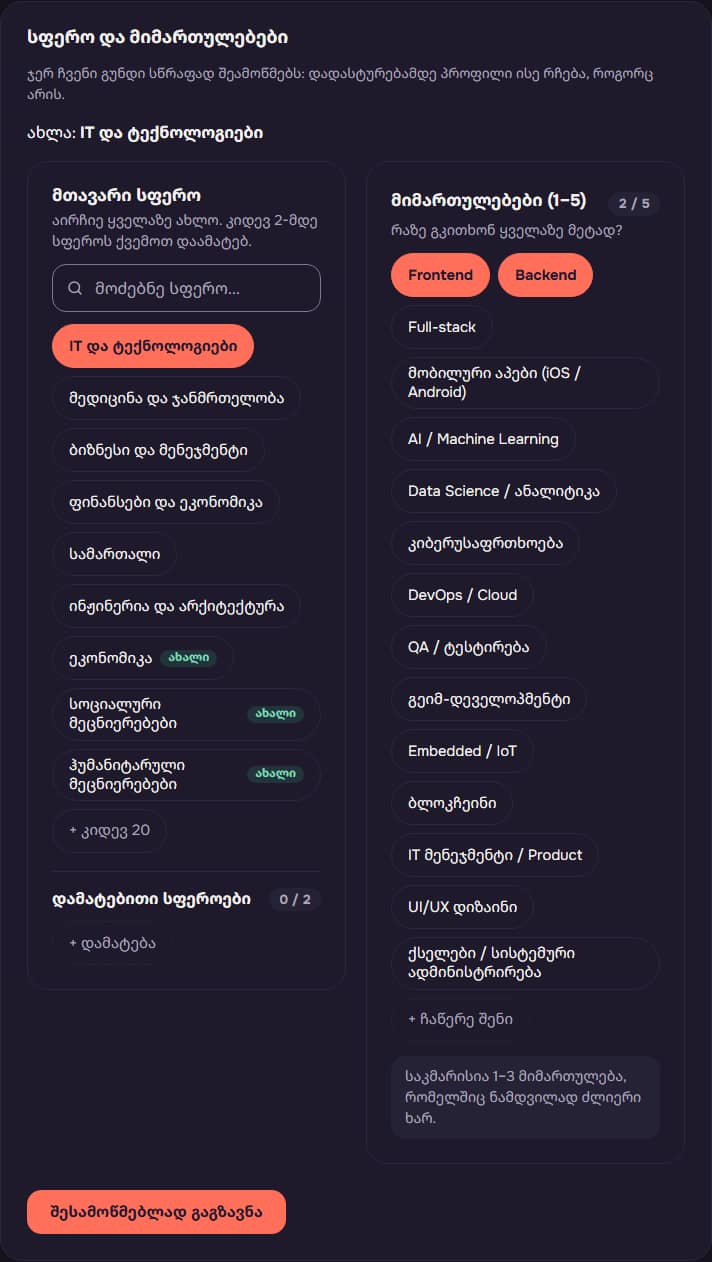 სფერო და მიმართულებები
ჯერ ჩვენი გუნდი სწრაფად შეამოწმებს: დადასტურებამდე პროფილი ისე რჩება, როგორც
არის.
ახლა: IT და ტექნოლოგიები
მთავარი სფერო
აირჩიე ყველაზე ახლო. კიდევ 2-მდე
სფეროს ქვემოთ დაამატებ.
მოძებნე სფერო...
IT და ტექნოლოგიები
მედიცინა და ჯანმრთელობა
ბიზნესი და მენეჯმენტი
ფინანსები და ეკონომიკა
სამართალი
ინჟინერია და არქიტექტურა
ეკონომიკა ახალი
სოციალური
მეცნიერებები ახალი
ჰუმანიტარული
მეცნიერებები ახალი
+ კიდევ 20
დამატებითი სფეროები 0 / 2
+ დამატება
მიმართულებები (1–5) 2 / 5
რაზე გკითხონ ყველაზე მეტად?
Frontend Backend
Full-stack
მობილური აპები (iOS /
Android)
AI / Machine Learning
Data Science / ანალიტიკა
კიბერუსაფრთხოება
DevOps / Cloud
QA / ტესტირება
გეიმ-დეველოპმენტი
Embedded / IoT
ბლოკჩეინი
IT მენეჯმენტი / Product
UI/UX დიზაინი
ქსელები / სისტემური
ადმინისტრირება
+ ჩაწერე შენი
საკმარისია 1–3 მიმართულება,
რომელშიც ნამდვილად ძლიერი
ხარ.
შესამოწმებლად გაგზავნა